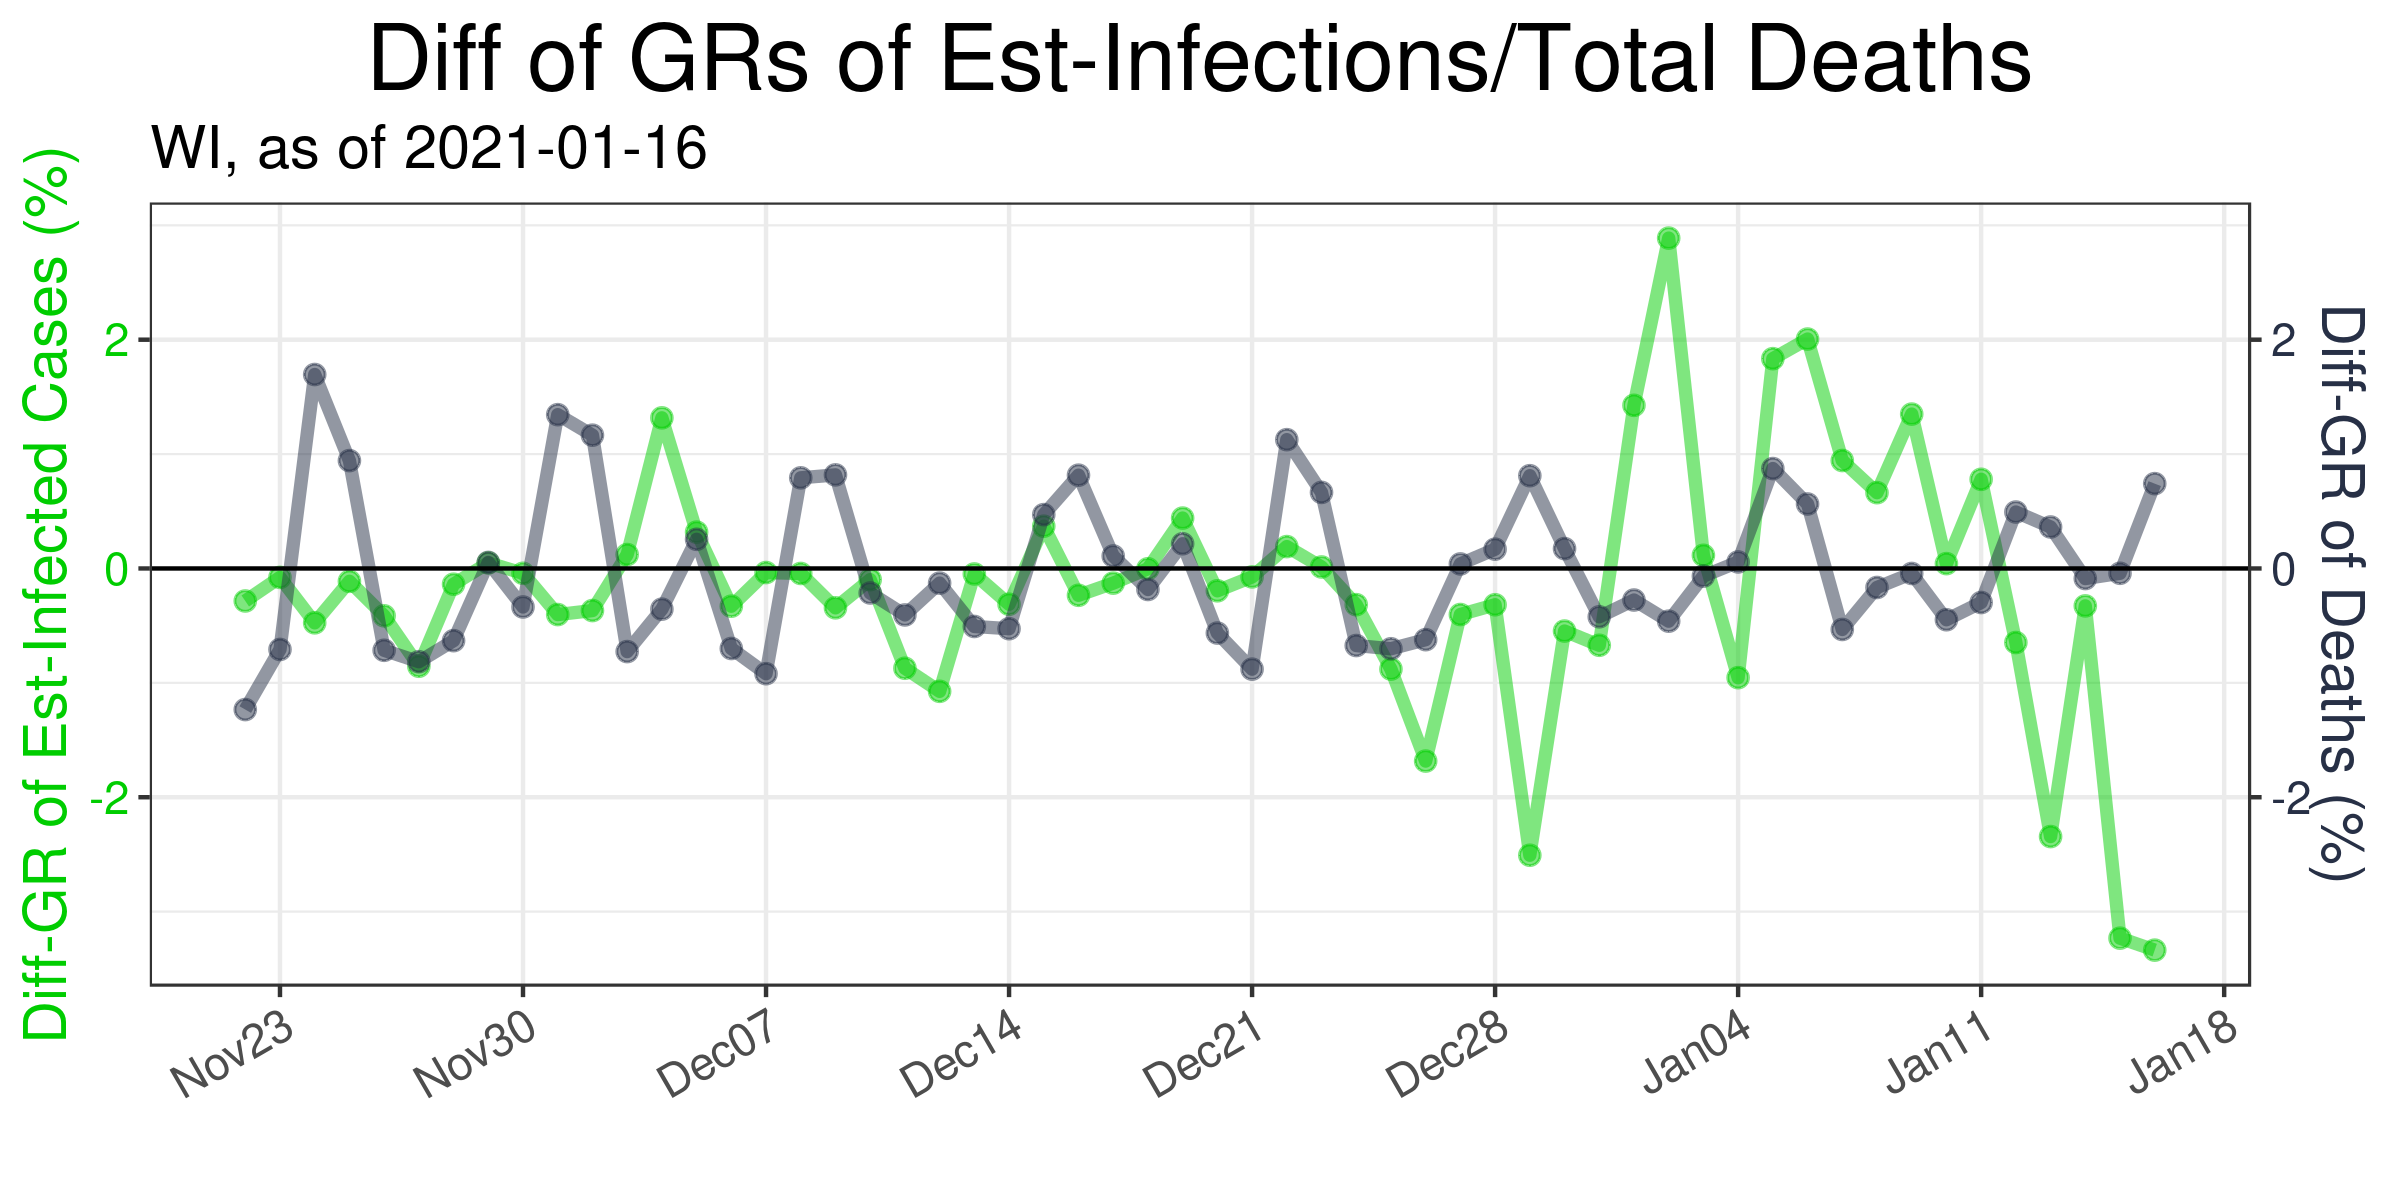 Diff of GRs of Est-Infections/Total Deaths
WI, as of 2021-01-16
Diff-GR of Est-Infected Cases (%)
2
0
-2
2
0
-2
Diff-GR of Deaths (%)
Nov23
Nov30
Dec07
Dec14
Dec21
Dec28
Jan04
Jan11
Jan18